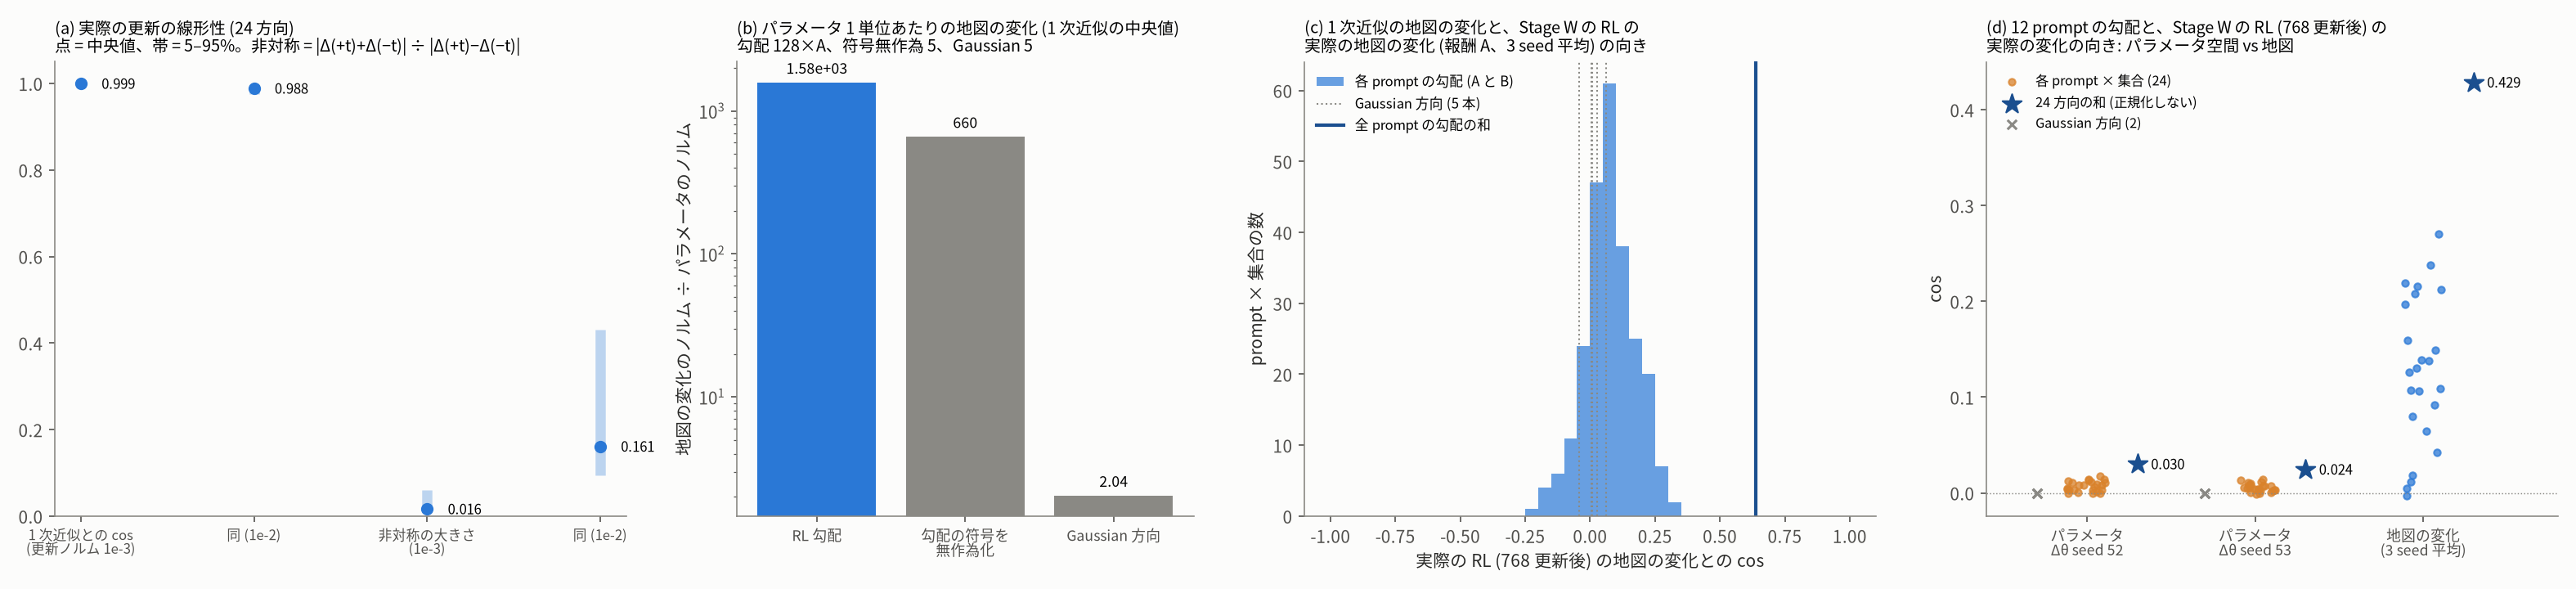 (a) 実際の更新の線形性 (24 方向)
点 = 中央値、帯 = 5–95%。非対称 = |Δ(+t)+Δ(−t)| ÷ |Δ(+t)−Δ(−t)|
1.0
0.8
0.6
0.4
0.2
0.0
0.999
0.988
0.016
0.161
1 次近似との cos
(更新ノルム 1e-3)
同 (1e-2)
非対称の大きさ
(1e-3)
同 (1e-2)
(b) パラメータ 1 単位あたりの地図の変化 (1 次近似の中央値)
勾配 128×A、符号無作為 5、Gaussian 5
地図の変化のノルム ÷ パラメータのノルム
10³
10²
10¹
1.58e+03
660
2.04
RL 勾配
勾配の符号を
無作為化
Gaussian 方向
(c) 1 次近似の地図の変化と、Stage W の RL の
実際の地図の変化 (報酬 A、3 seed 平均) の向き
各 prompt の勾配 (A と B)
Gaussian 方向 (5 本)
全 prompt の勾配の和
prompt × 集合の数
60
50
40
30
20
10
0
-1.00
-0.75
-0.50
-0.25
0.00
0.25
0.50
0.75
1.00
実際の RL (768 更新後) の地図の変化との cos
(d) 12 prompt の勾配と、Stage W の RL (768 更新後) の
実際の変化の向き: パラメータ空間 vs 地図
各 prompt × 集合 (24)
24 方向の和 (正規化しない)
Gaussian 方向 (2)
cos
0.4
0.3
0.2
0.1
0.0
0.030
0.024
0.429
パラメータ
Δθ seed 52
パラメータ
Δθ seed 53
地図の変化
(3 seed 平均)